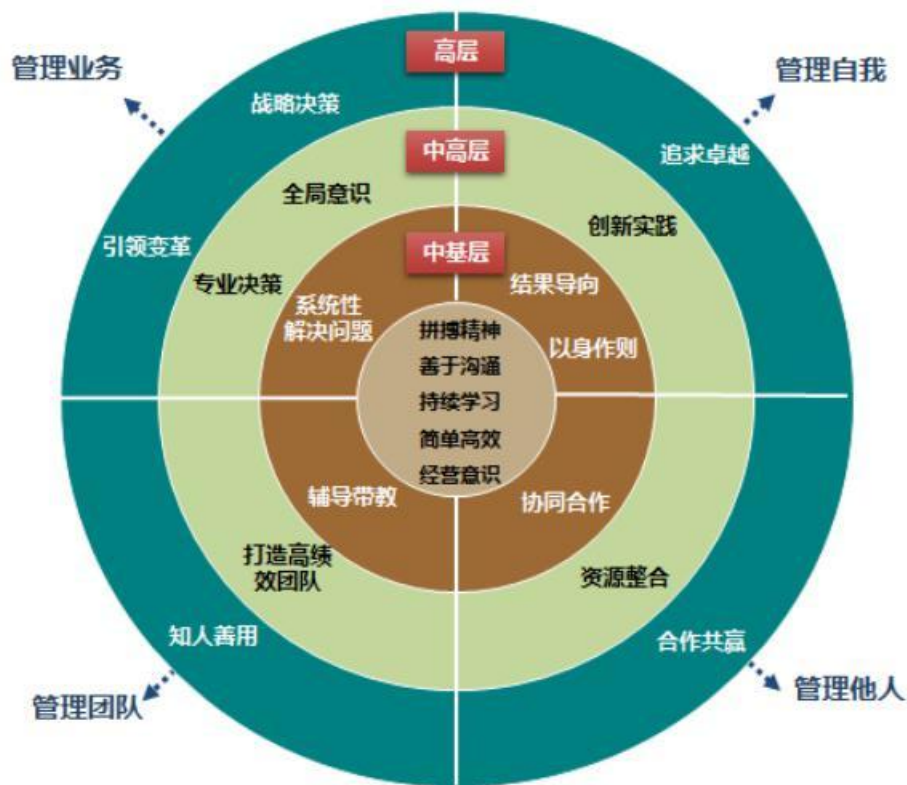 高层
管理业务
管理自我
战略决策
追求卓越
中高层
全局意识
创新实践
引领变革
中基层
专业决策
结果导向
系统性
解决问题
以身作则
拼搏精神
善于沟通
持续学习
简单高效
经营意识
辅导带教
协同合作
打造高绩
效团队
资源整合
知人善用
合作共赢
管理团队
管理他人